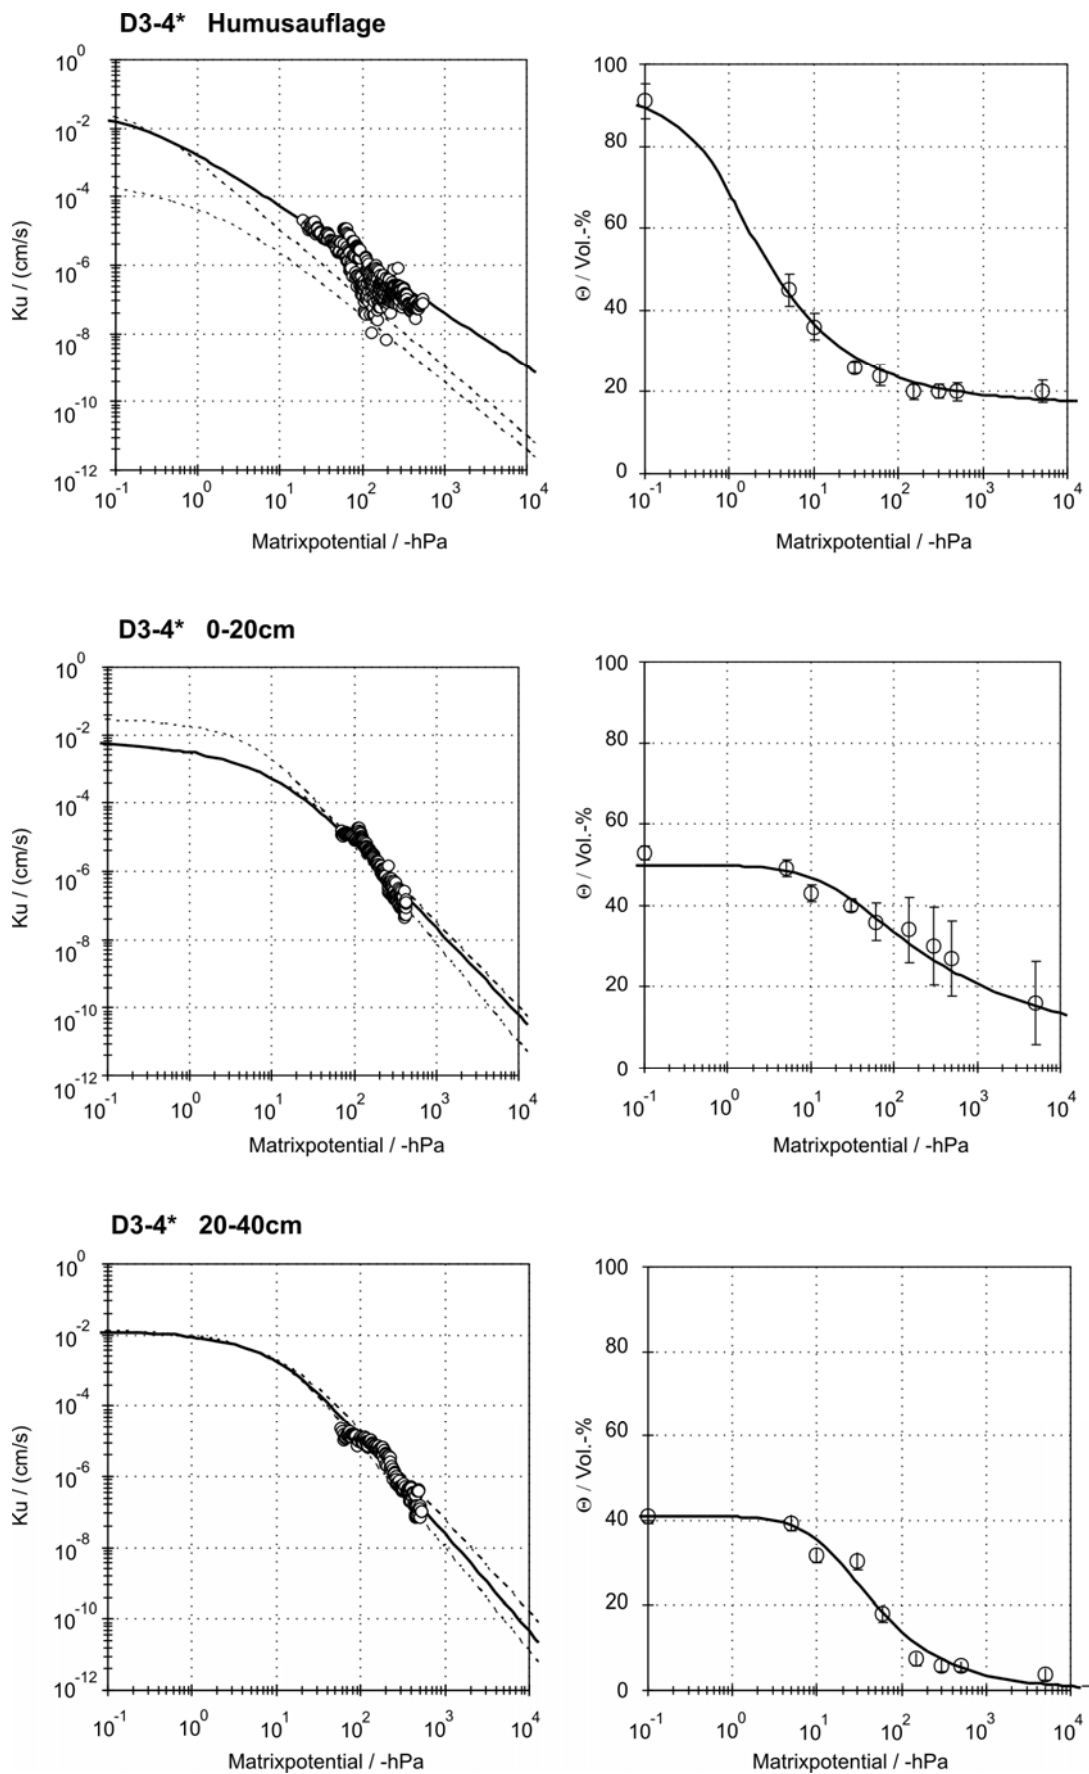 D3-4* Humusauflage
10^0
10^-2
10^-4
10^-6
10^-8
10^-10
10^-12
Ku / (cm/s)
10^-1 10^0 10^1 10^2 10^3 10^4
Matrixpotential / -hPa
100
80
60
40
20
0
Θ / Vol.-%
10^-1 10^0 10^1 10^2 10^3 10^4
Matrixpotential / -hPa
D3-4* 0-20cm
10^0
10^-2
10^-4
10^-6
10^-8
10^-10
10^-12
Ku / (cm/s)
10^-1 10^0 10^1 10^2 10^3 10^4
Matrixpotential / -hPa
100
80
60
40
20
0
Θ / Vol.-%
10^-1 10^0 10^1 10^2 10^3 10^4
Matrixpotential / -hPa
D3-4* 20-40cm
10^0
10^-2
10^-4
10^-6
10^-8
10^-10
10^-12
Ku / (cm/s)
10^-1 10^0 10^1 10^2 10^3 10^4
Matrixpotential / -hPa
100
80
60
40
20
0
Θ / Vol.-%
10^-1 10^0 10^1 10^2 10^3 10^4
Matrixpotential / -hPa